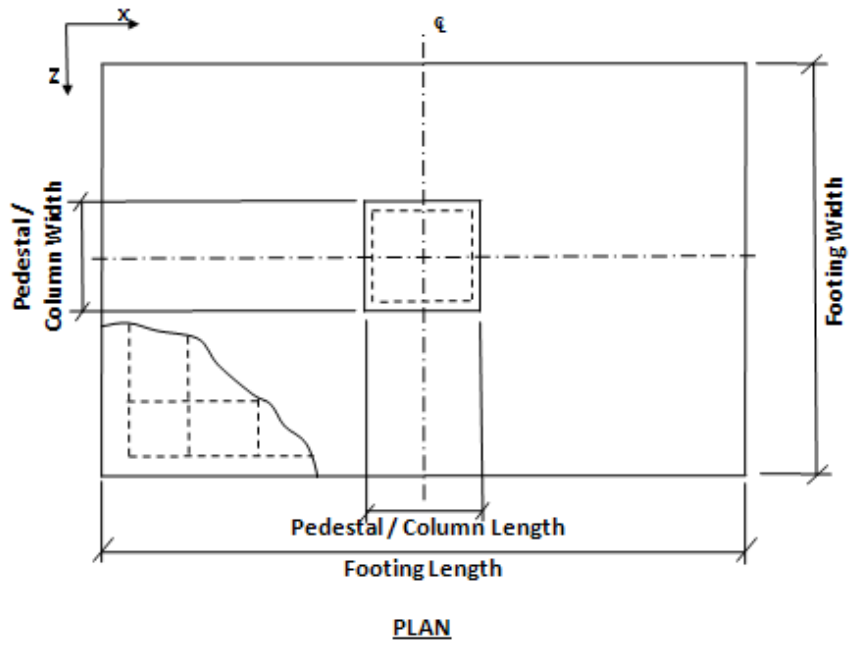 X
℄
Z
Pedestal /
Column Width
Footing Width
Pedestal / Column Length
Footing Length
PLAN